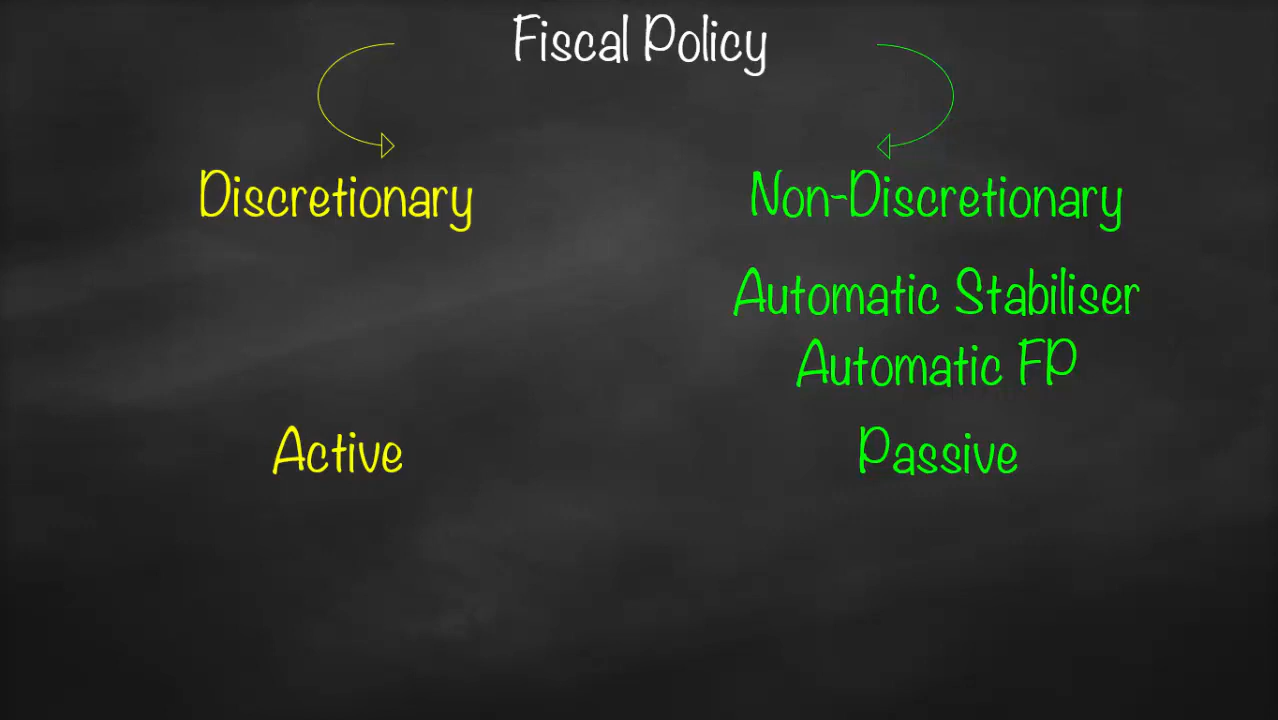 Fiscal Policy
Discretionary
Non-Discretionary
Automatic Stabiliser
Automatic FP
Active
Passive